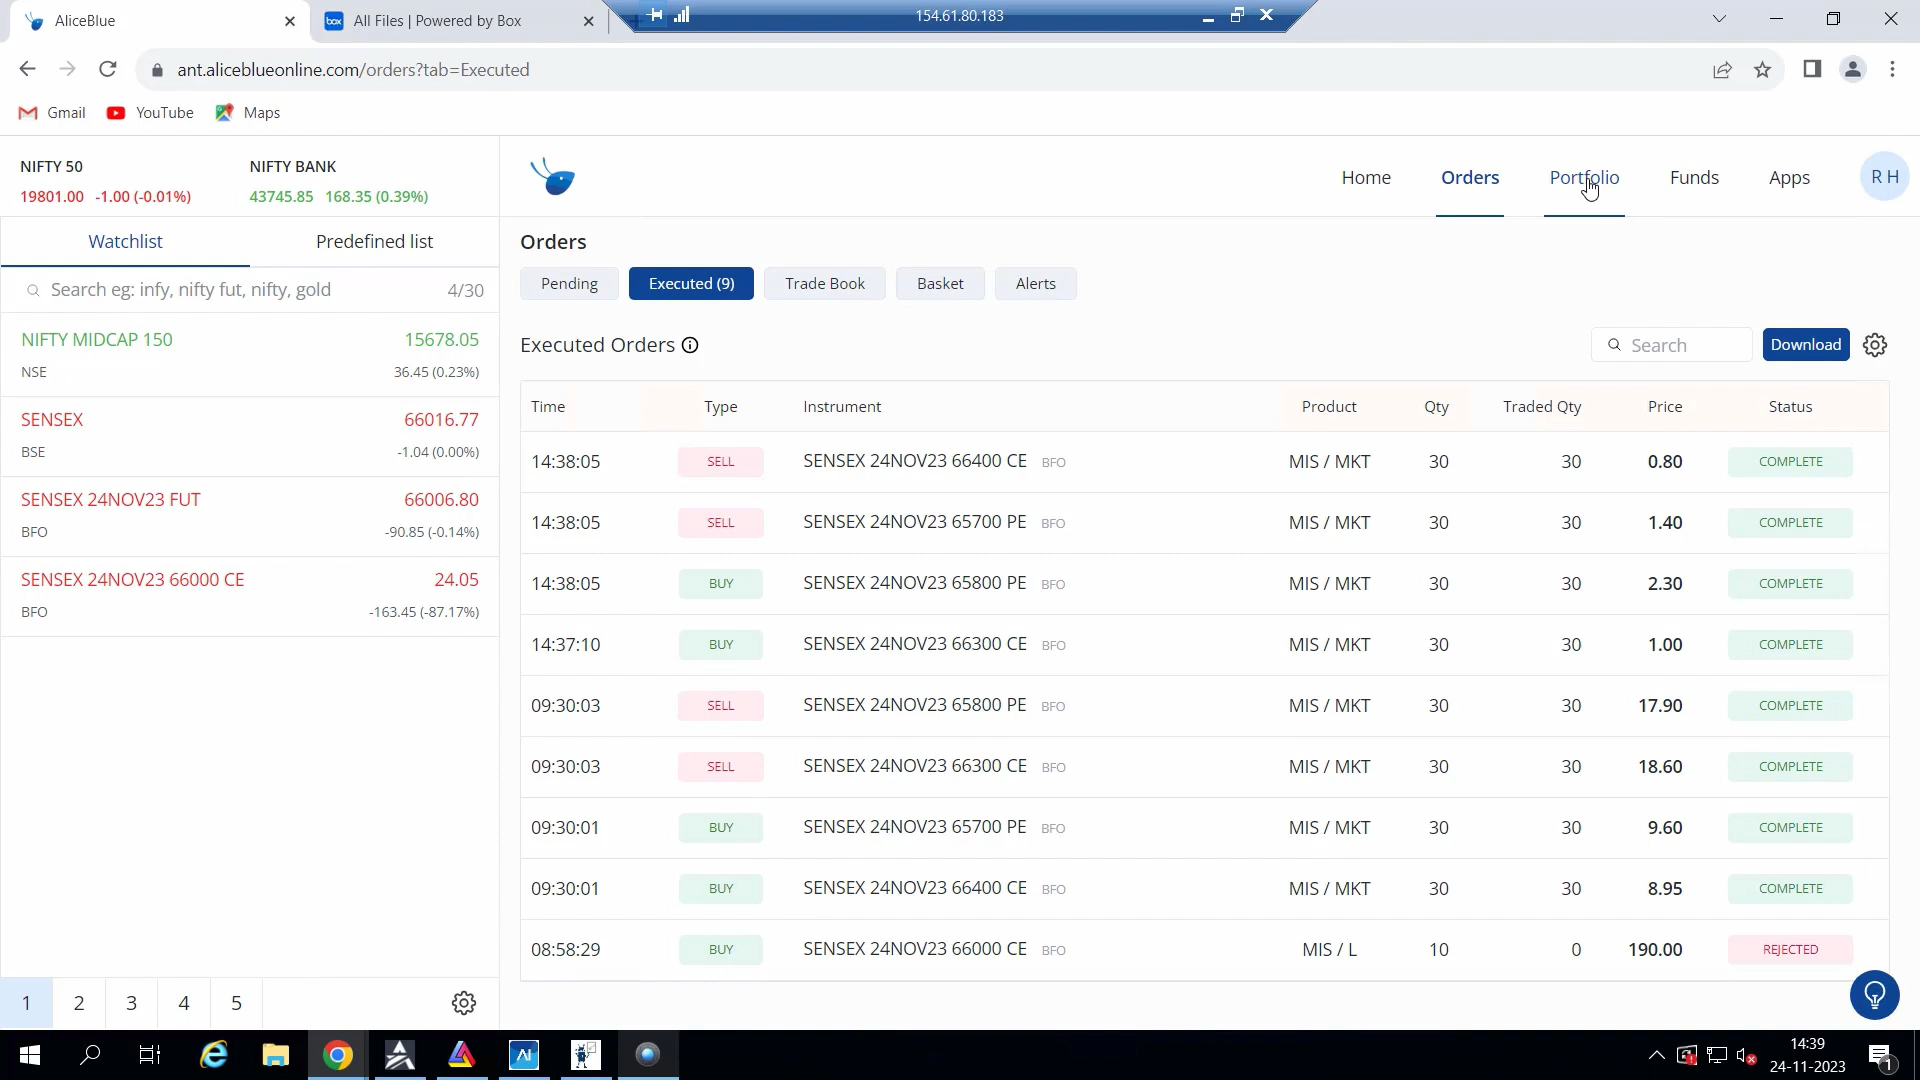 AliceBlue
All Files | Powered by Box
154.61.80.183
ant.aliceblueonline.com/orders?tab=Executed
Gmail
YouTube
Maps
NIFTY 50
19801.00 -1.00 (-0.01%)
NIFTY BANK
43745.85 168.35 (0.39%)
Home
Orders
Portfolio
Funds
Apps
R H
Watchlist
Predefined list
Search eg: infy, nifty fut, nifty, gold 4/30
NIFTY MIDCAP 150 15678.05
NSE 36.45 (0.23%)
SENSEX 66016.77
BSE -1.04 (0.00%)
SENSEX 24NOV23 FUT 66006.80
BFO -90.85 (-0.14%)
SENSEX 24NOV23 66000 CE 24.05
BFO -163.45 (-87.17%)
1 2 3 4 5
Orders
Pending
Executed (9)
Trade Book
Basket
Alerts
Executed Orders
Search
Download
Time Type Instrument Product Qty Traded Qty Price Status
14:38:05 SELL SENSEX 24NOV23 66400 CE BFO MIS / MKT 30 30 0.80 COMPLETE
14:38:05 SELL SENSEX 24NOV23 65700 PE BFO MIS / MKT 30 30 1.40 COMPLETE
14:38:05 BUY SENSEX 24NOV23 65800 PE BFO MIS / MKT 30 30 2.30 COMPLETE
14:37:10 BUY SENSEX 24NOV23 66300 CE BFO MIS / MKT 30 30 1.00 COMPLETE
09:30:03 SELL SENSEX 24NOV23 65800 PE BFO MIS / MKT 30 30 17.90 COMPLETE
09:30:03 SELL SENSEX 24NOV23 66300 CE BFO MIS / MKT 30 30 18.60 COMPLETE
09:30:01 BUY SENSEX 24NOV23 65700 PE BFO MIS / MKT 30 30 9.60 COMPLETE
09:30:01 BUY SENSEX 24NOV23 66400 CE BFO MIS / MKT 30 30 8.95 COMPLETE
08:58:29 BUY SENSEX 24NOV23 66000 CE BFO MIS / L 10 0 190.00 REJECTED
14:39
24-11-2023
1